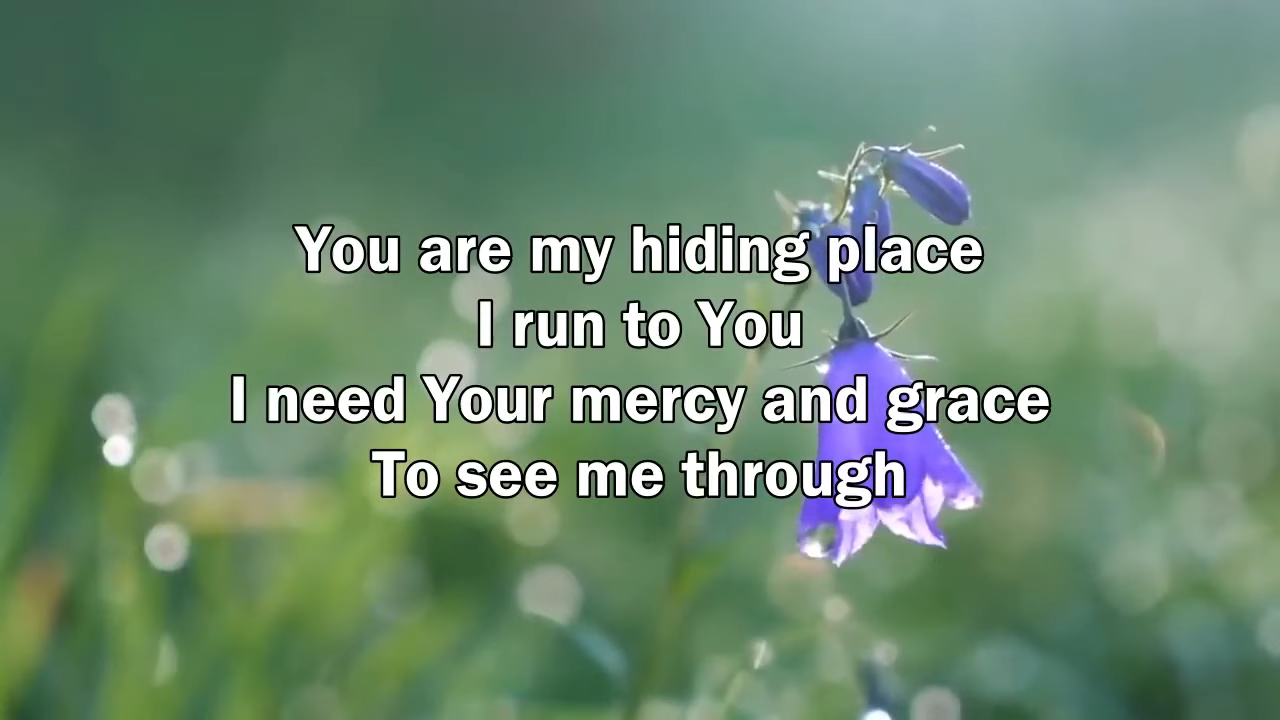 You are my hiding place
I run to You
I need Your mercy and grace
To see me through